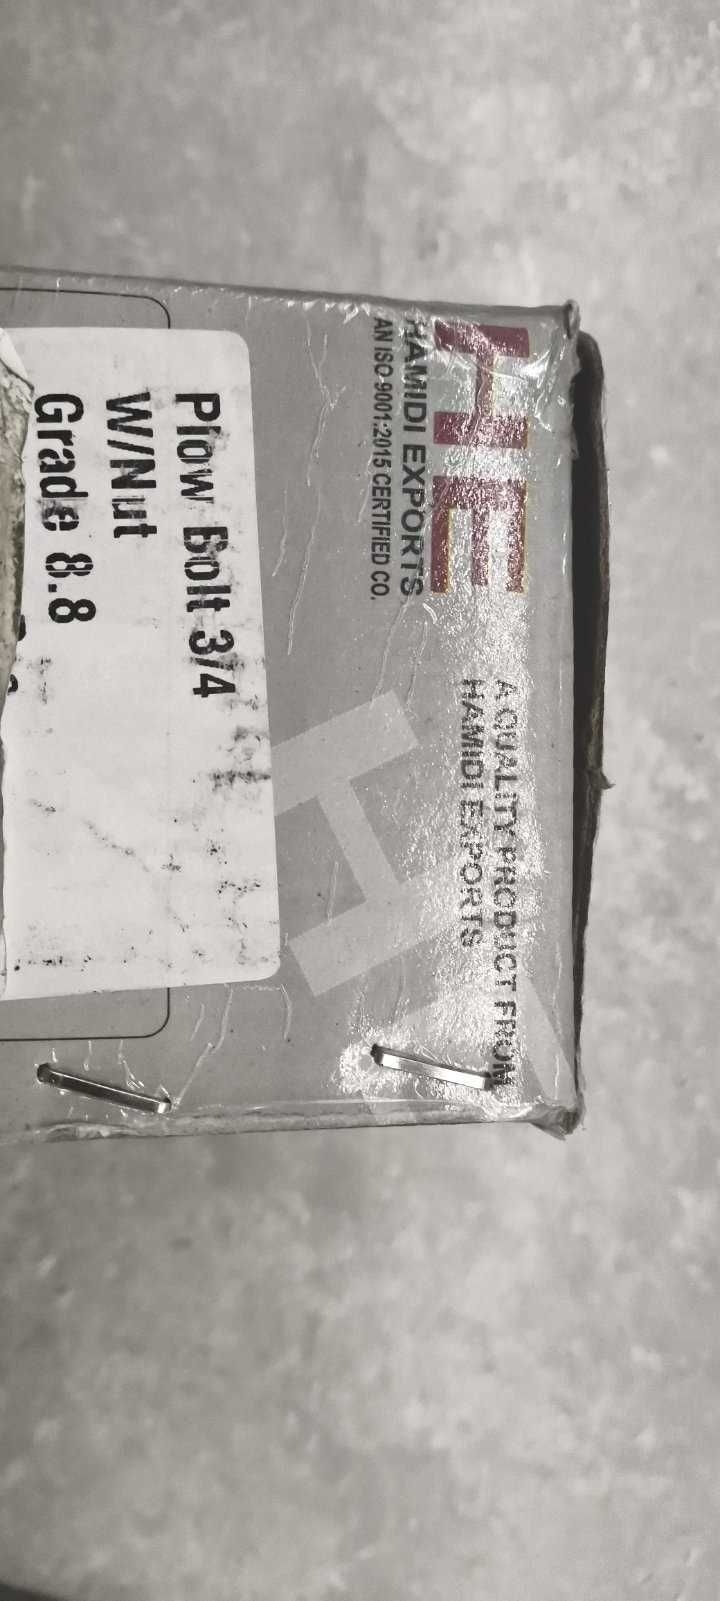 HE
HAMIDI EXPORTS
AN ISO 9001:2015 CERTIFIED CO.
A QUALITY PRODUCT FROM
HAMIDI EXPORTS
Plow Bolt 3/4
W/Nut
Grade 8.8